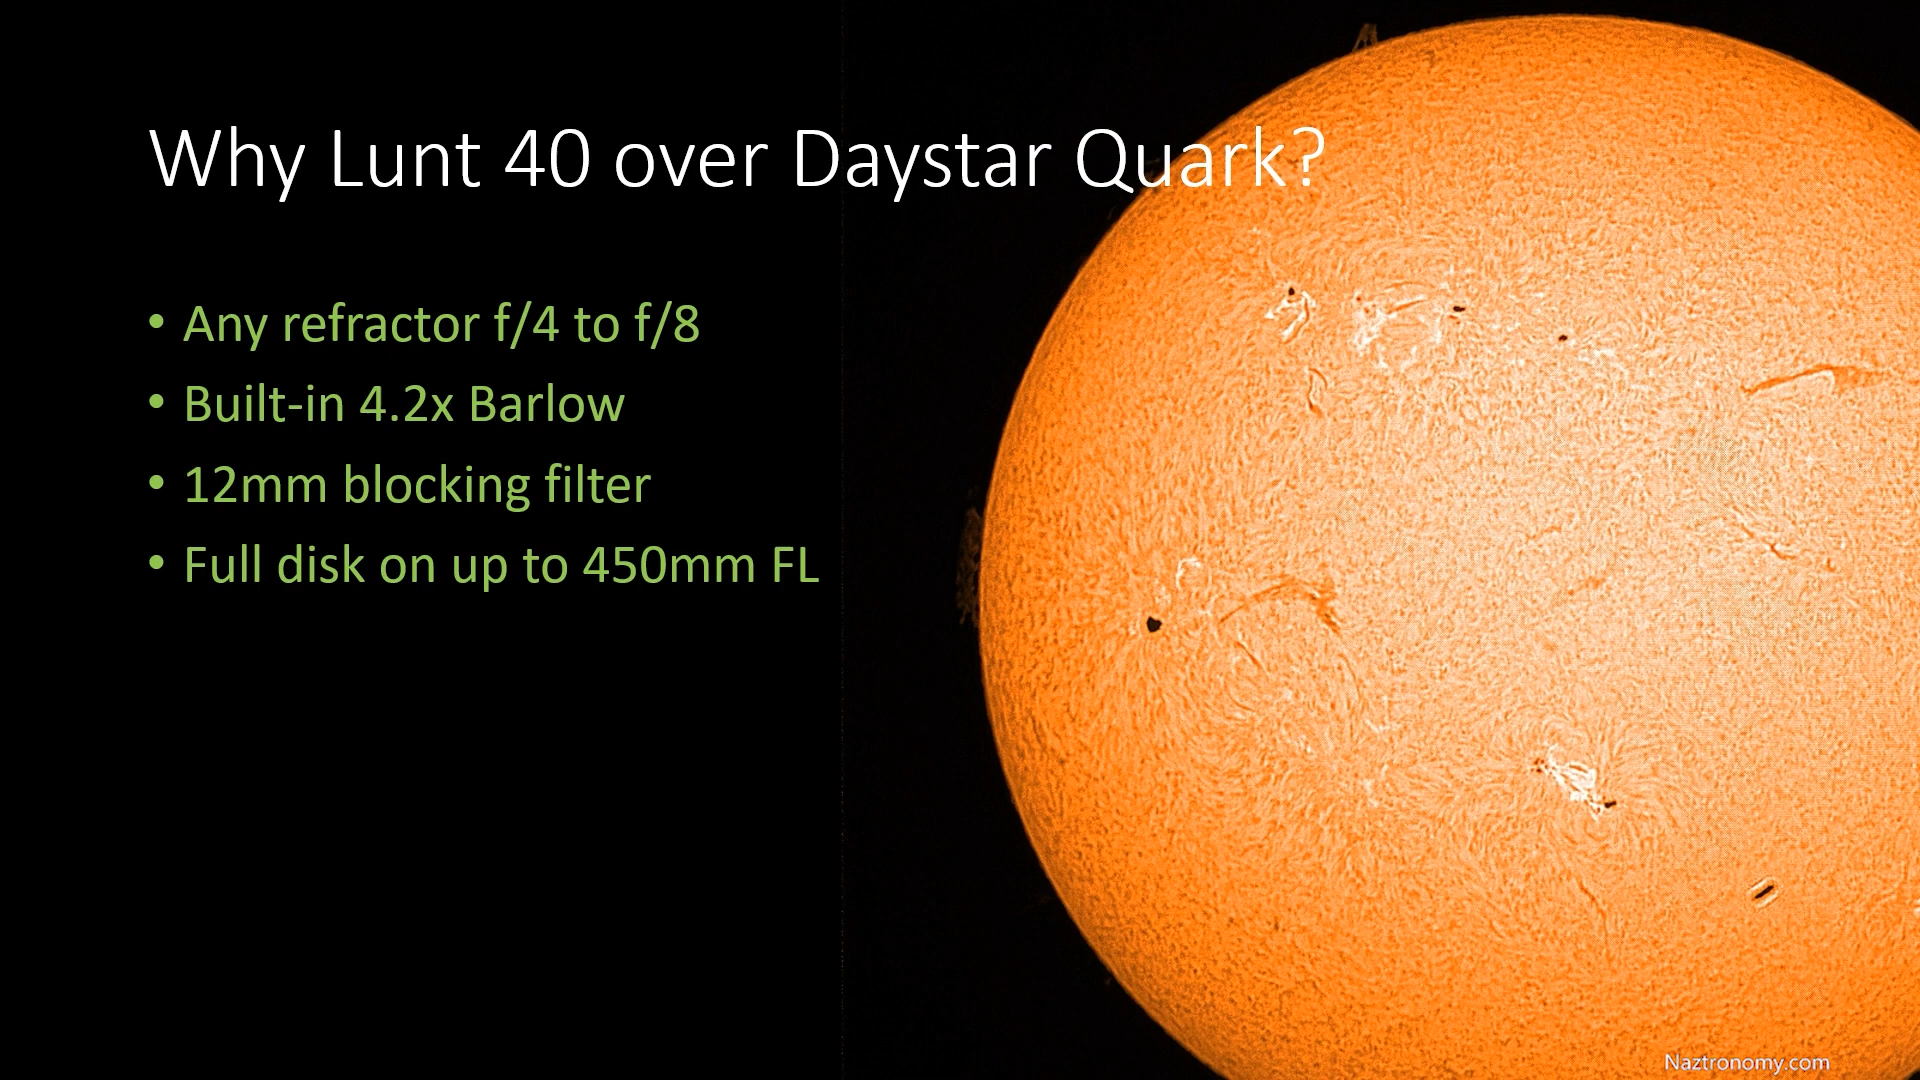 Why Lunt 40 over Daystar Quark?
• Any refractor f/4 to f/8
• Built-in 4.2x Barlow
• 12mm blocking filter
• Full disk on up to 450mm FL
Naztronomy.com